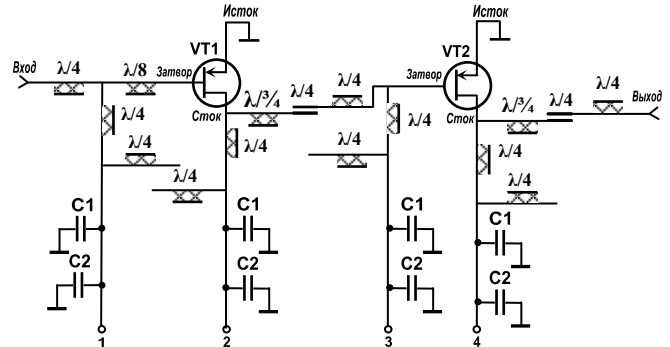 Исток
Исток
VT1
VT2
Вход
λ/4
λ/8
Затвор
λ/4
λ/4
Затвор
λ/4
λ/4
Выход
Сток
λ/¾
Сток
λ/¾
λ/4
λ/4
λ/4
λ/4
λ/4
λ/4
λ/4
λ/4
C1
C1
C1
C1
C2
C2
C2
C2
1
2
3
4